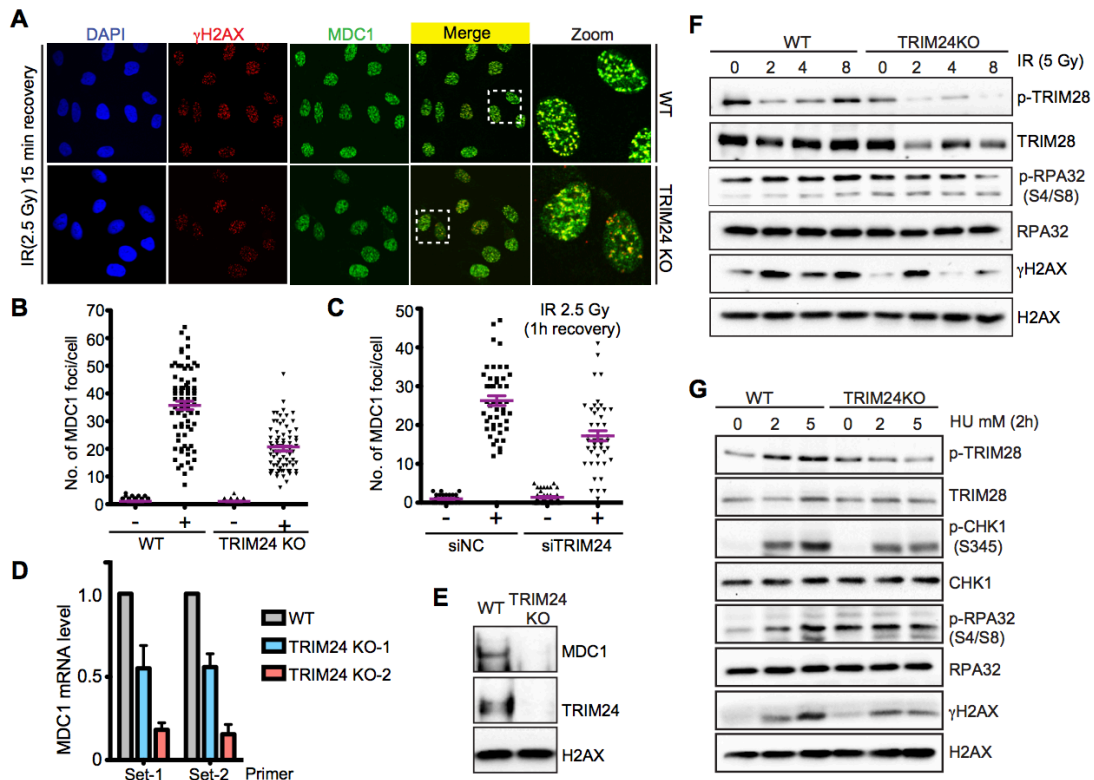 A
DAPI γH2AX MDC1 Merge Zoom
IR(2.5 Gy) 15 min recovery
WT
TRIM24 KO
B
No. of MDC1 foci/cell
70
60
50
40
30
20
10
0
- + - +
WT TRIM24 KO
C
IR 2.5 Gy
(1h recovery)
No. of MDC1 foci/cell
50
40
30
20
10
0
- + - +
siNC siTRIM24
D
MDC1 mRNA level
1.0
0.5
0
WT
TRIM24 KO-1
TRIM24 KO-2
Set-1 Set-2 Primer
E
WT TRIM24
KO
MDC1
TRIM24
H2AX
F
WT TRIM24KO
0 2 4 8 0 2 4 8 IR (5 Gy)
p-TRIM28
TRIM28
p-RPA32
(S4/S8)
RPA32
γH2AX
H2AX
G
WT TRIM24KO
0 2 5 0 2 5 HU mM (2h)
p-TRIM28
TRIM28
p-CHK1
(S345)
CHK1
p-RPA32
(S4/S8)
RPA32
γH2AX
H2AX